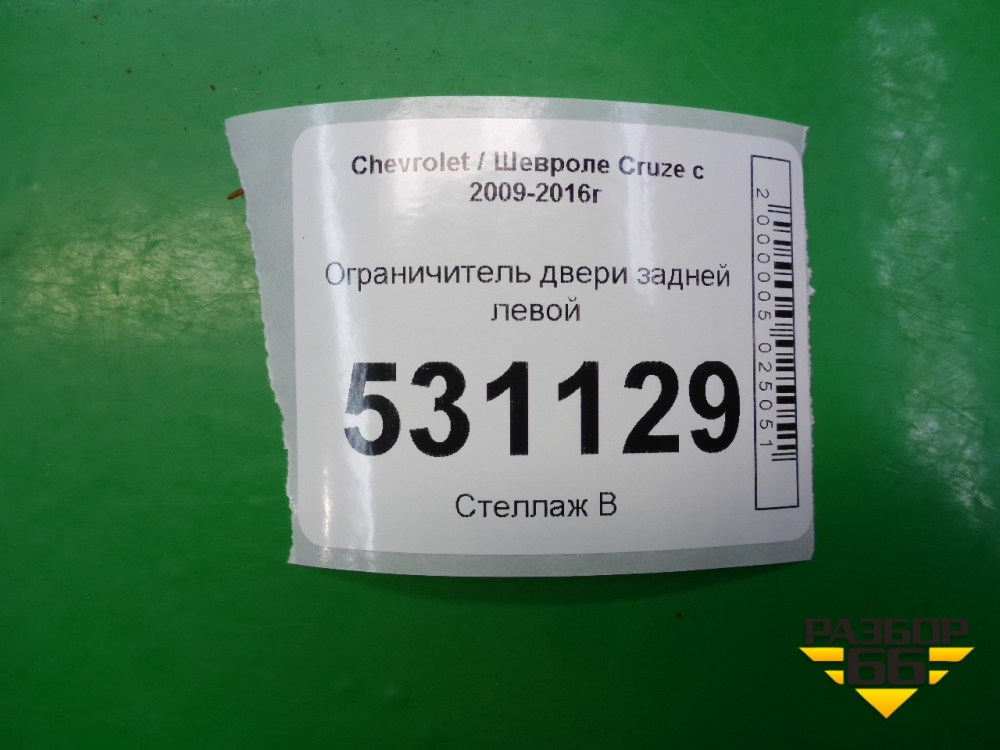 Chevrolet / Шевроле Cruze с
2009-2016г
Ограничитель двери задней
левой
531129
Стеллаж В
2000005025051
РАЗБОР
66